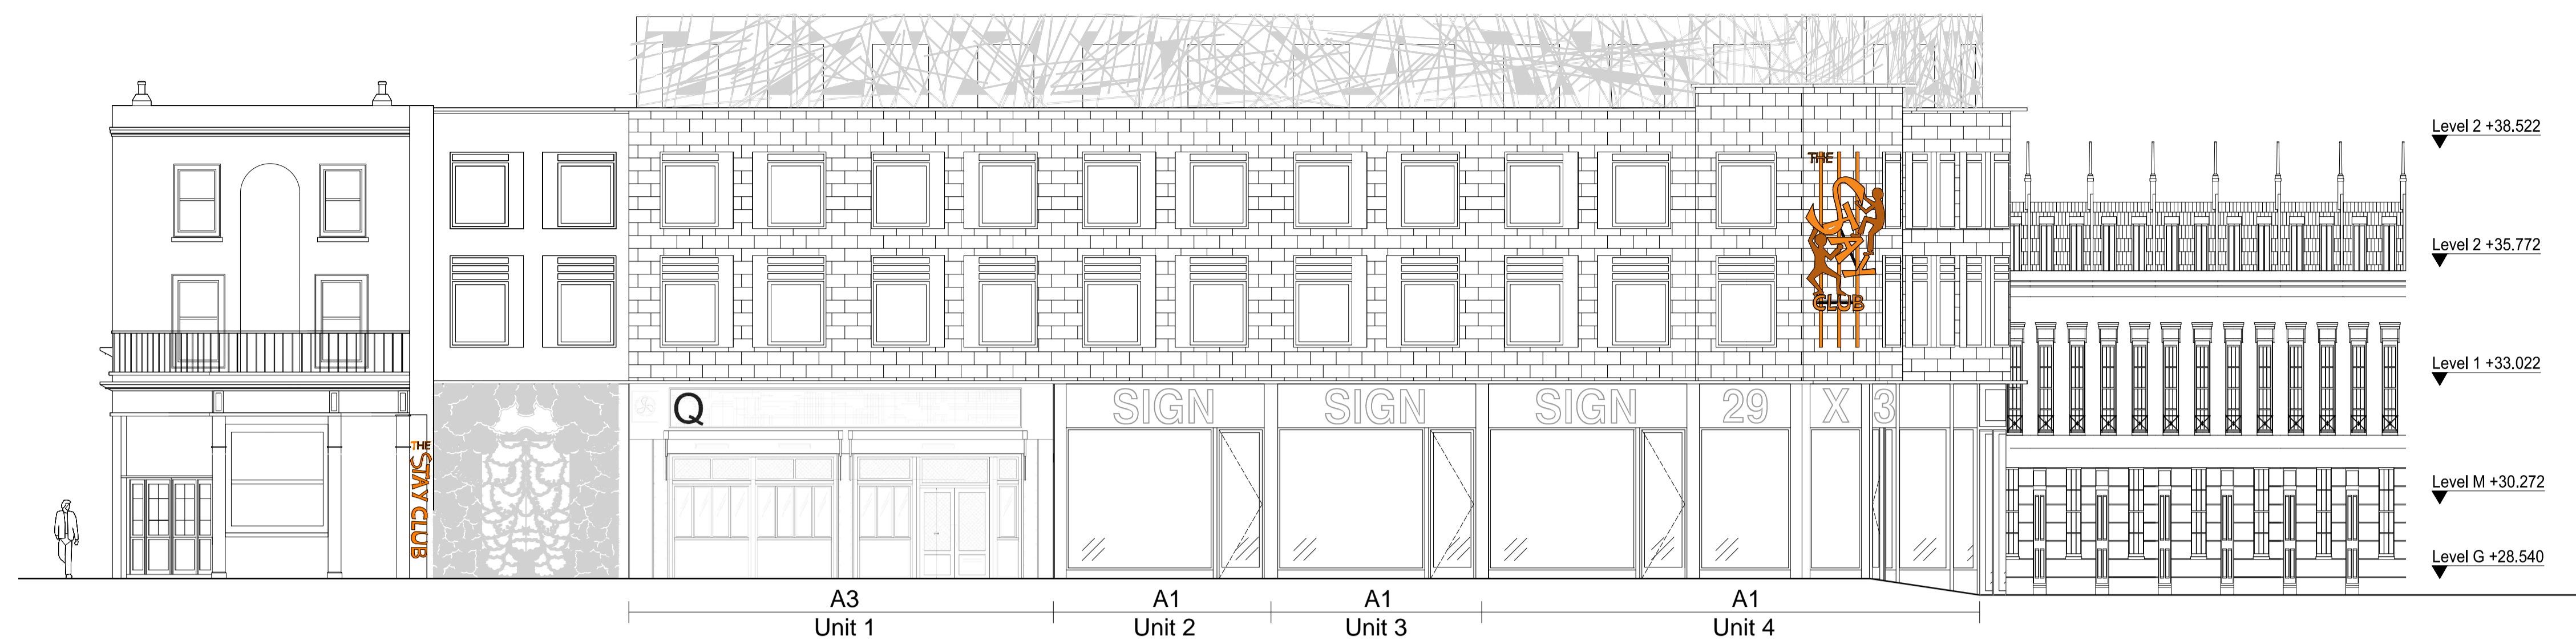 Level 2 +38.522
THE
STAY
CLUB
Level 2 +35.772
Level 1 +33.022
Q
SIGN
SIGN
SIGN
29
X
3
THE
STAY CLUB
Level M +30.272
Level G +28.540
A3
A1
A1
A1
Unit 1
Unit 2
Unit 3
Unit 4